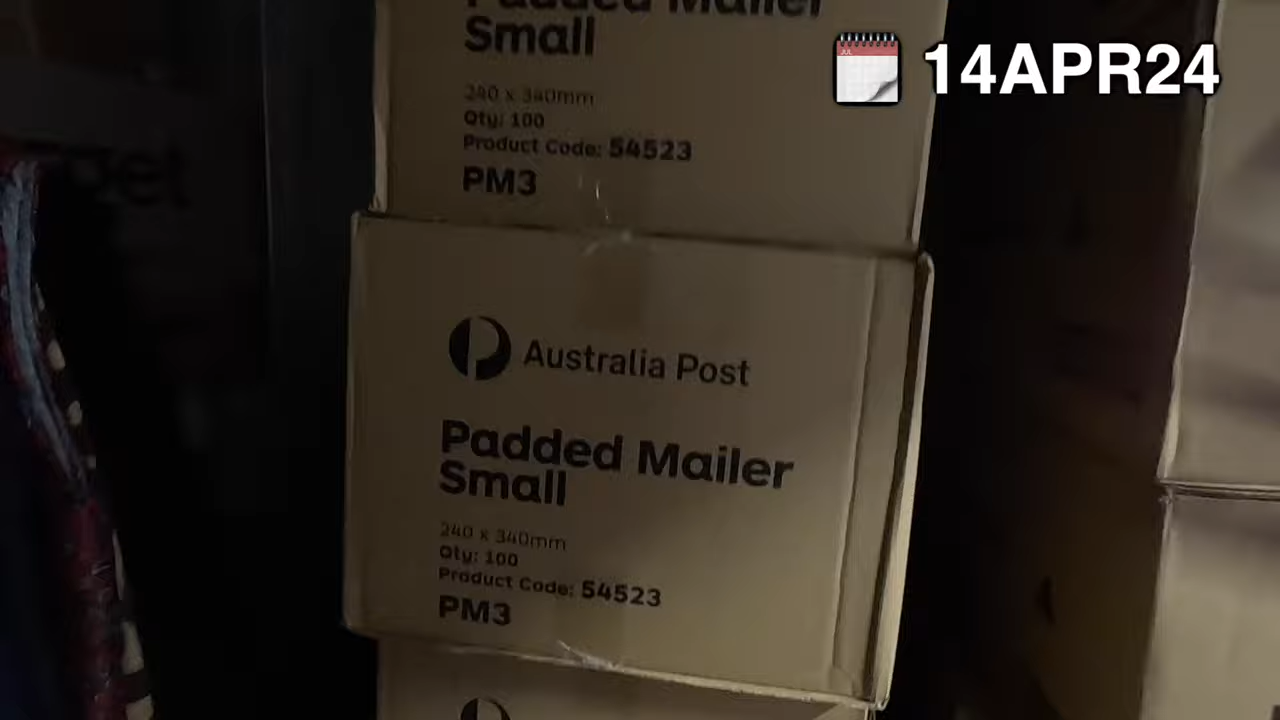 Padded Mailer
Small
240 x 340mm
Qty: 100
Product Code: 54523
PM3
JUL
14APR24
Australia Post
Padded Mailer
Small
240 x 340mm
Qty: 100
Product Code: 54523
PM3